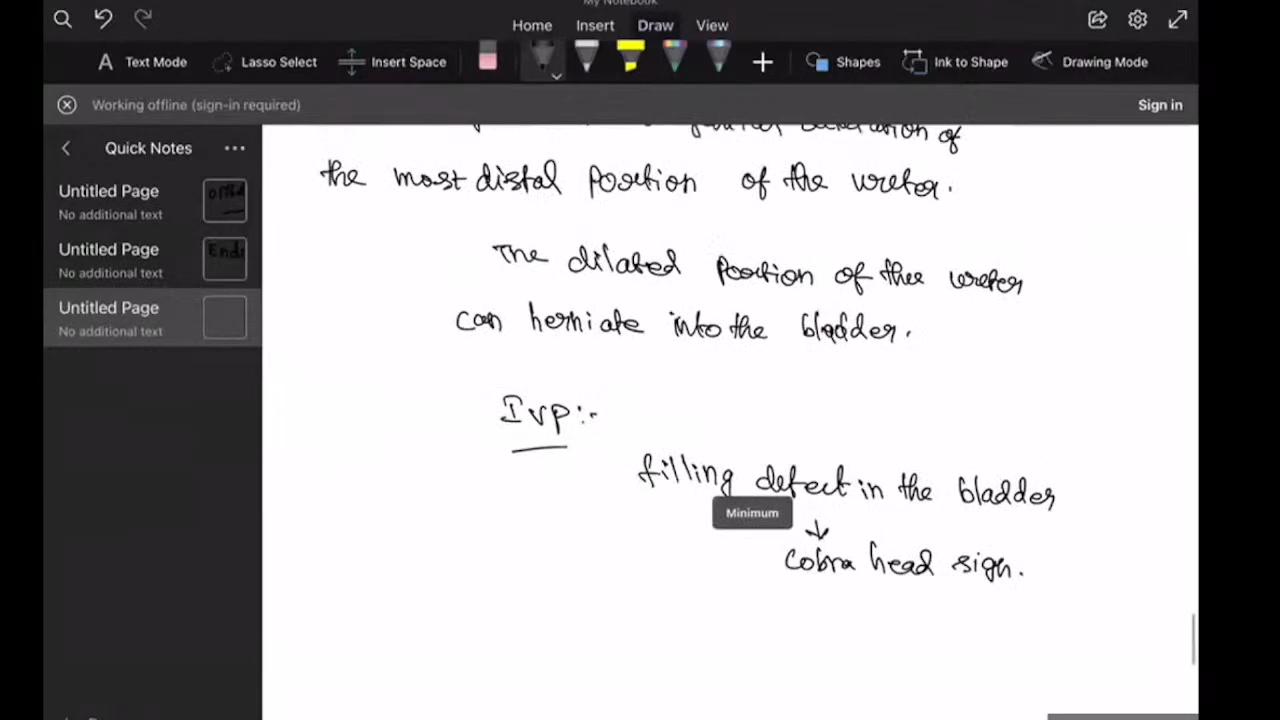 My Notebook
Home Insert Draw View
Text Mode Lasso Select Insert Space Shapes Ink to Shape Drawing Mode
Working offline (sign-in required) Sign in
Quick Notes
Untitled Page
No additional text
Untitled Page
No additional text
Untitled Page
No additional text
of
the most distal portion of the ureter.
The dilated portion of the ureter
can herniate into the bladder.
Ivp:-
filling defect in the bladder
Minimum
↓
cobra head sign.